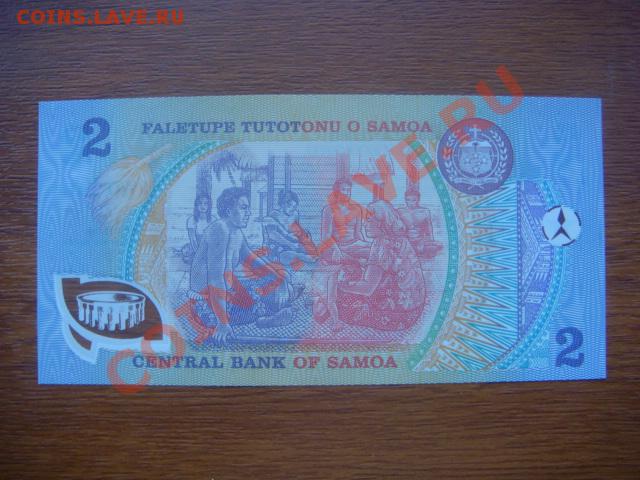 COINS.LAVE.RU
2
FALETUPE TUTOTONU O SAMOA
COINS.LAVE.RU
CENTRAL BANK OF SAMOA
2